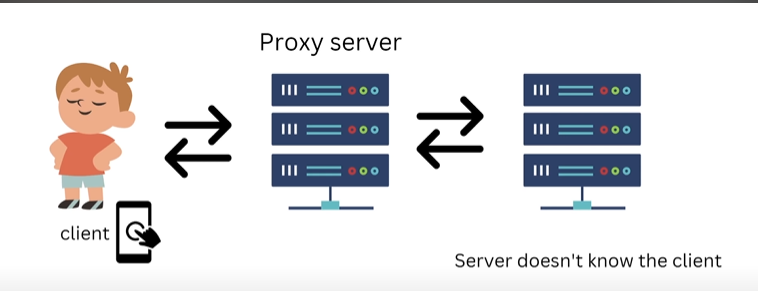 Proxy server
client
Server doesn't know the client